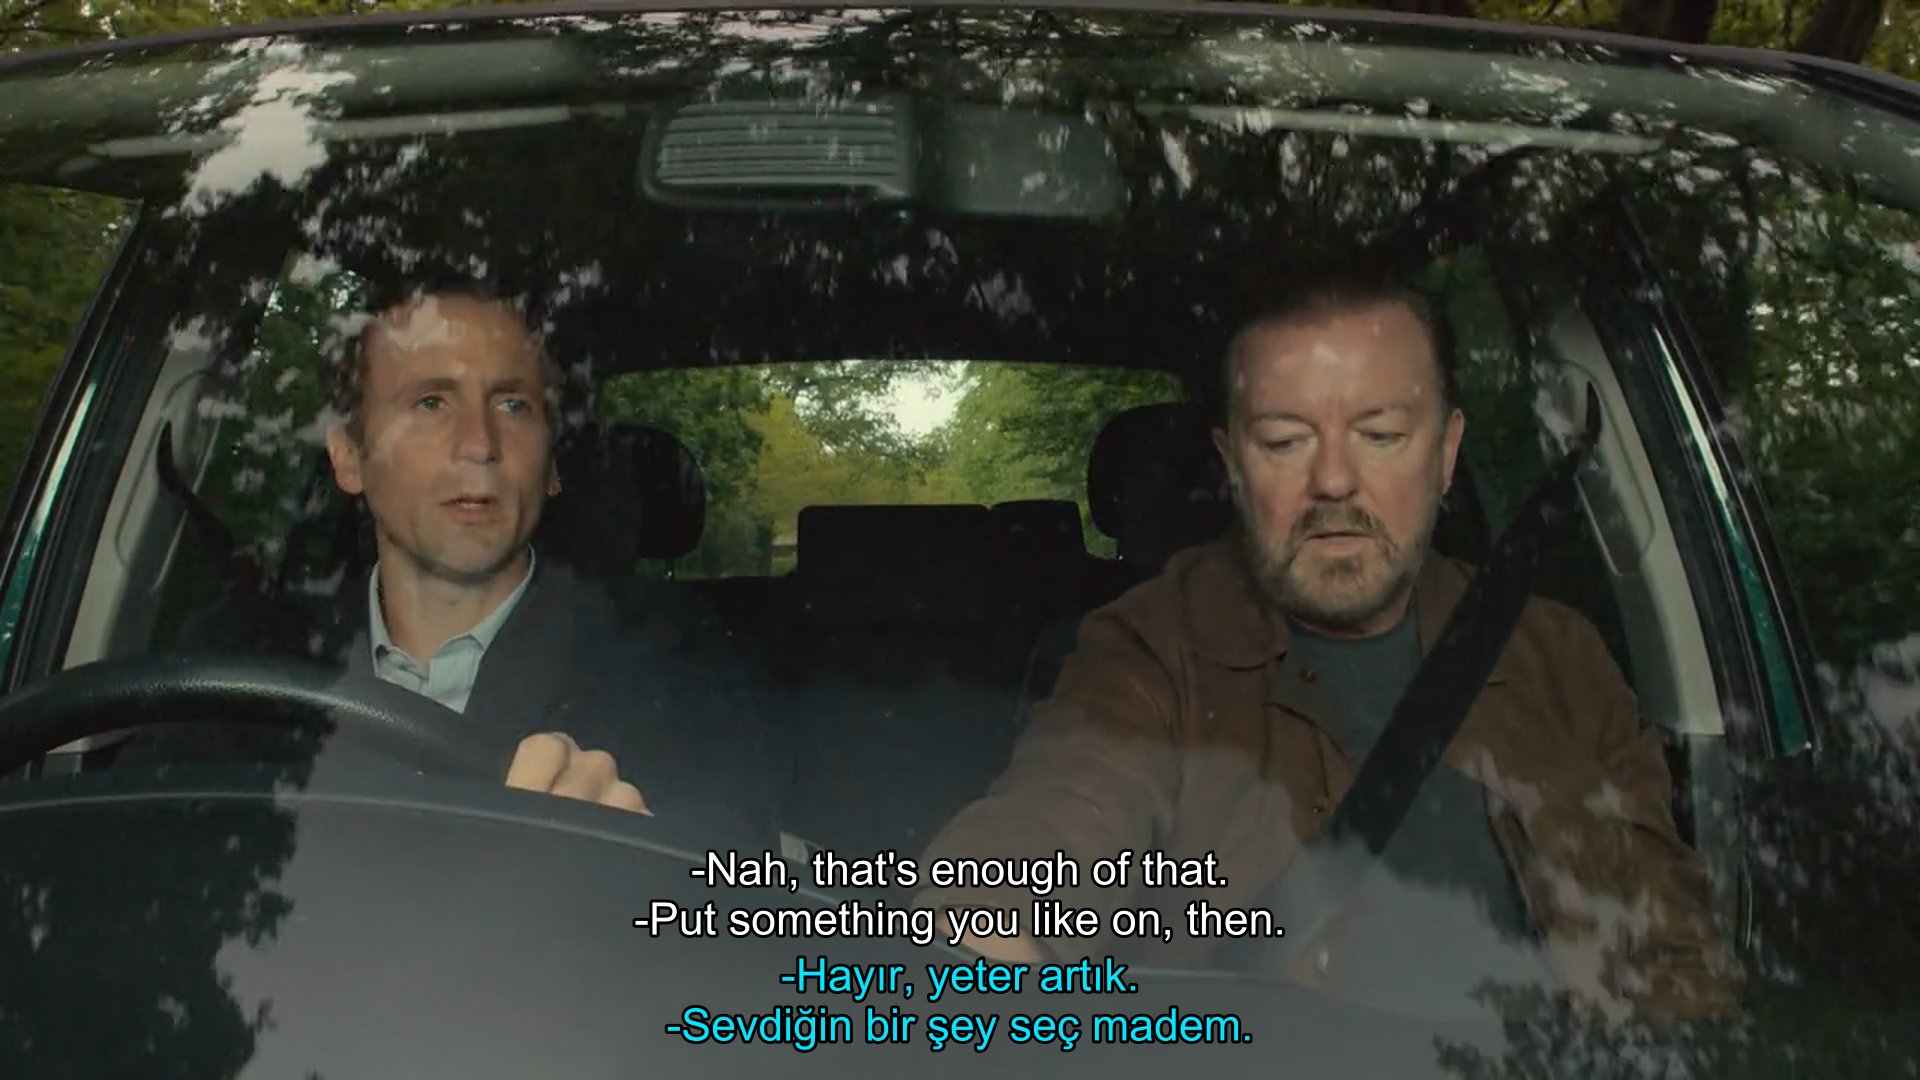 -Nah, that's enough of that.
-Put something you like on, then.
-Hayır, yeter artık.
-Sevdiğin bir şey seç madem.